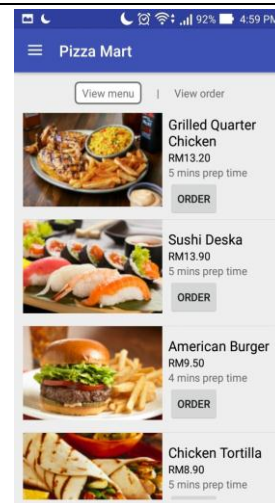 92% 4:59 PM
Pizza Mart
View menu | View order
Grilled Quarter
Chicken
RM13.20
5 mins prep time
ORDER
Sushi Deska
RM13.90
5 mins prep time
ORDER
American Burger
RM9.50
4 mins prep time
ORDER
Chicken Tortilla
RM8.90
5 mins prep time